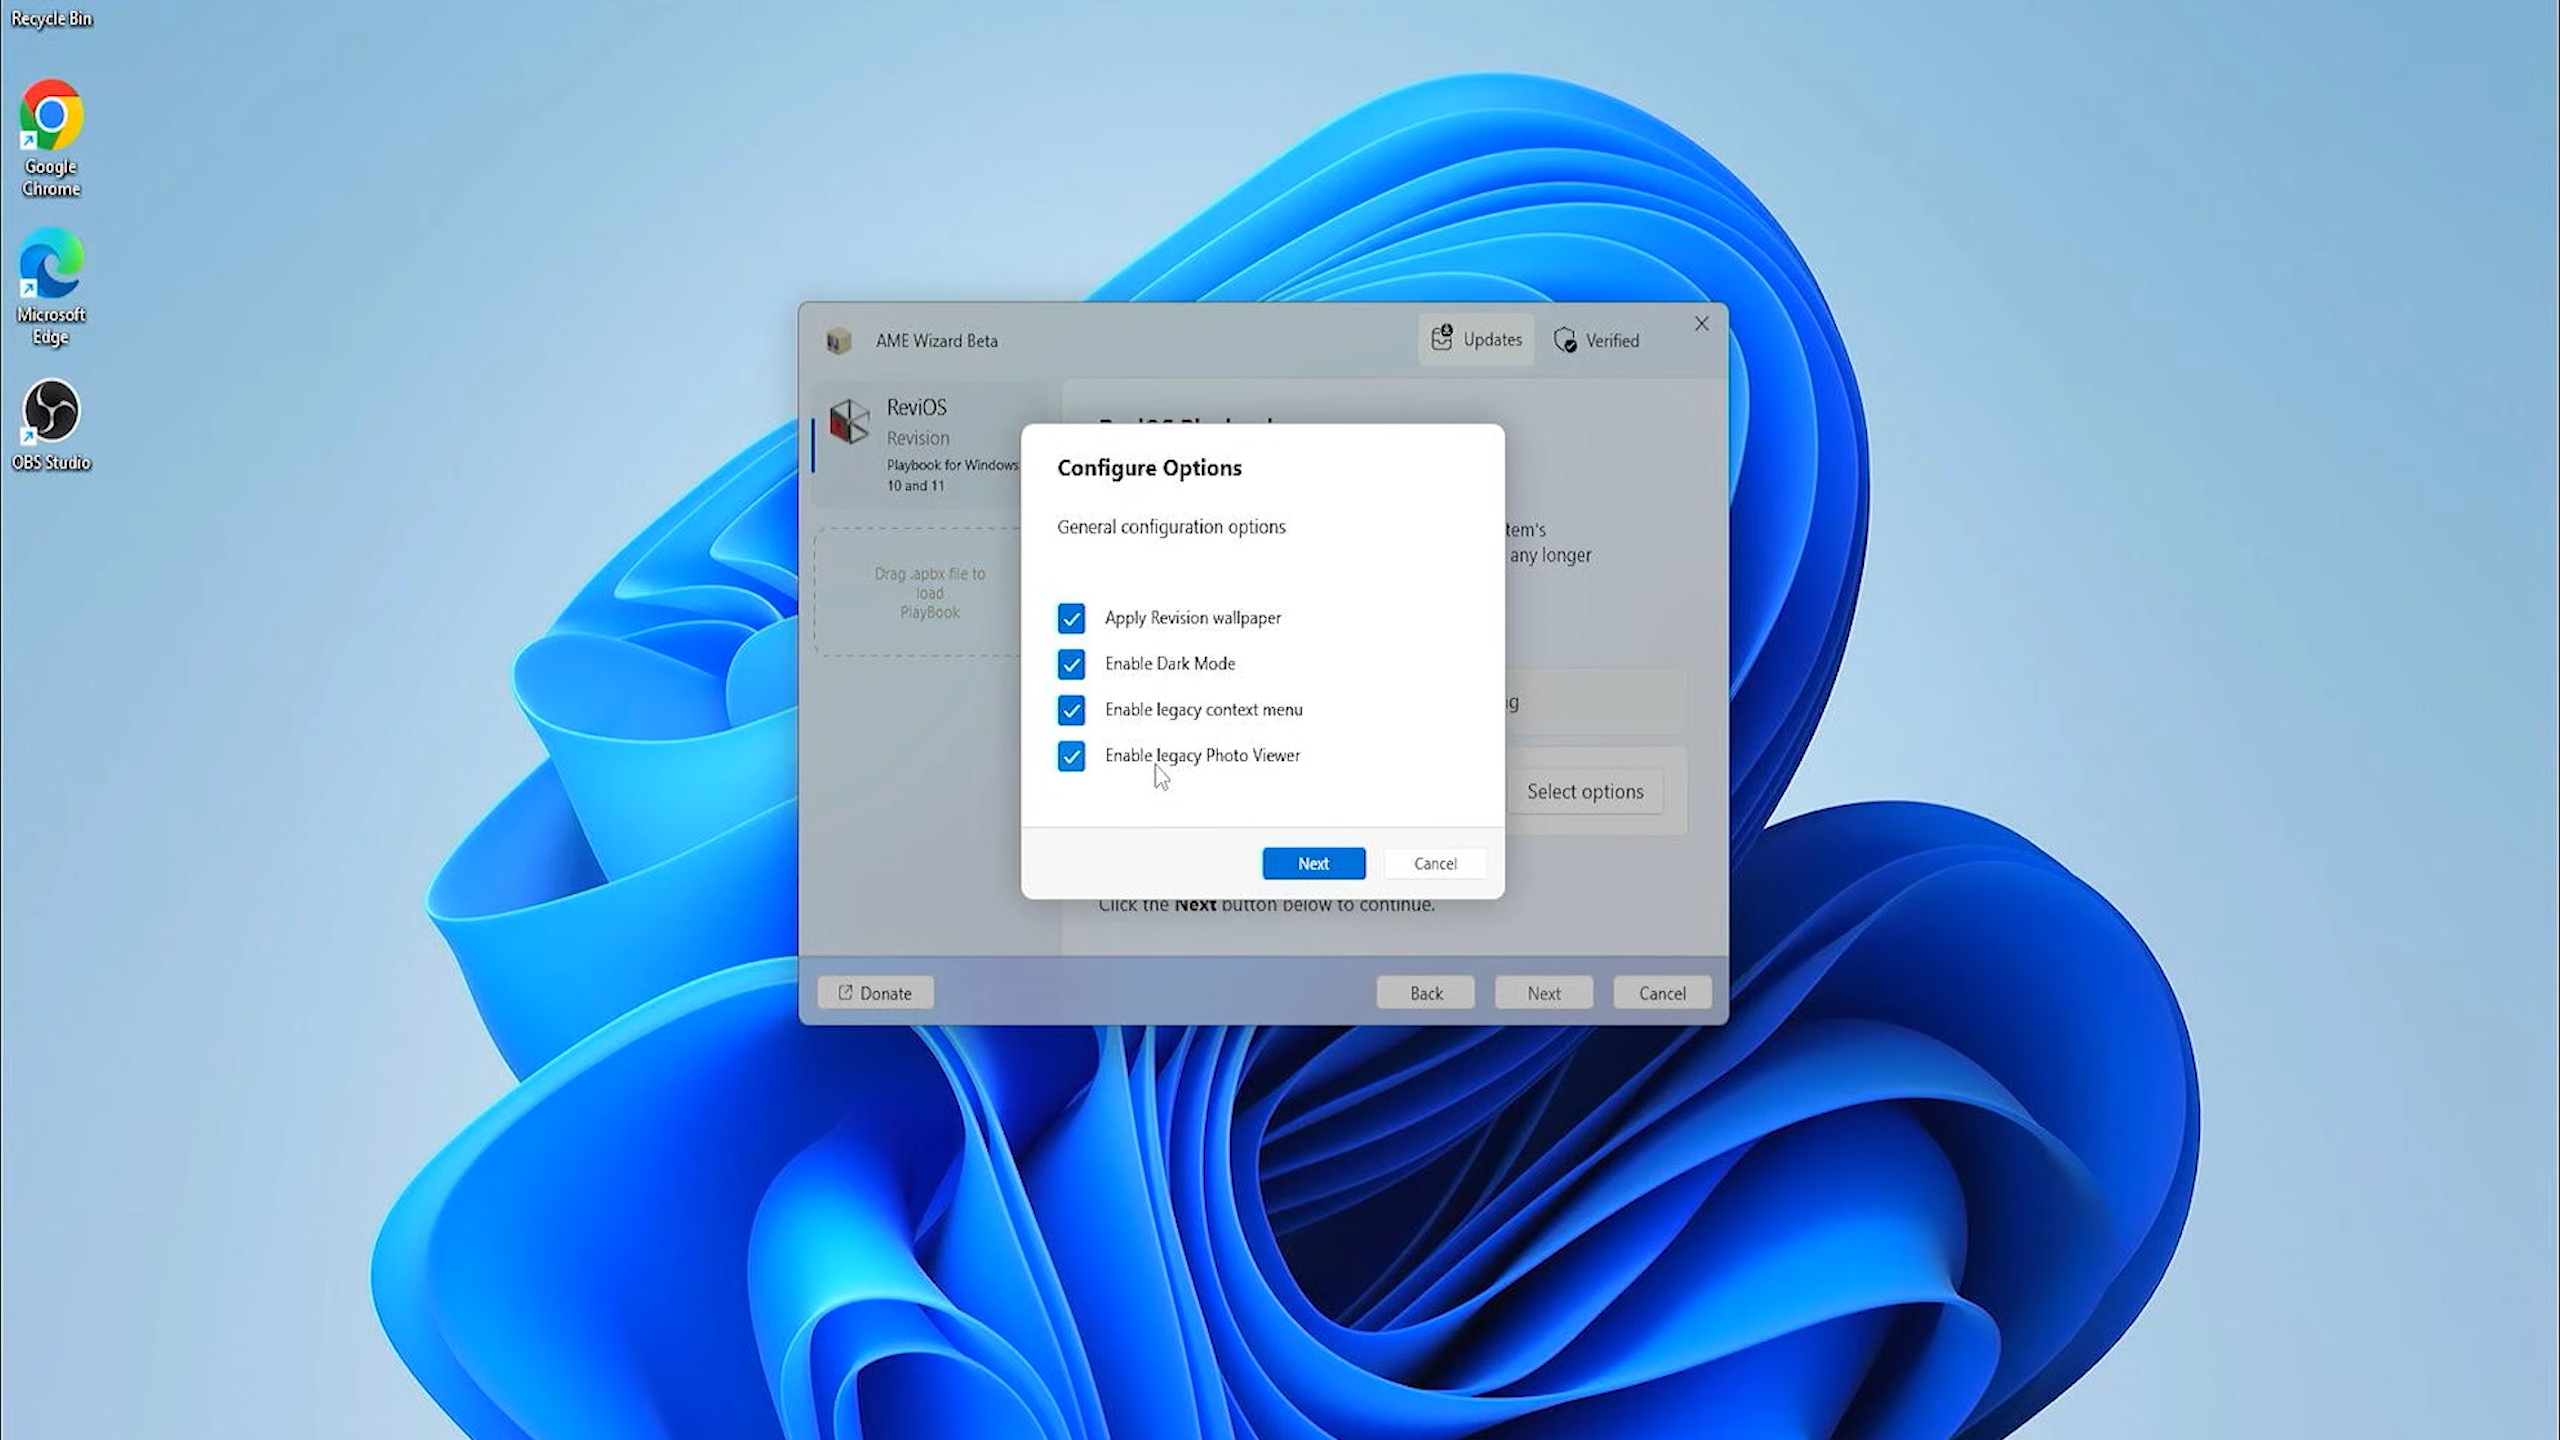 Recycle Bin
Google
Chrome
Microsoft
Edge
OBS Studio
AME Wizard Beta
Updates
Verified
ReviOS
Revision
Playbook for Windows
10 and 11
Drag .apbx file to
load
PlayBook
Configure Options
General configuration options
Apply Revision wallpaper
Enable Dark Mode
Enable legacy context menu
Enable legacy Photo Viewer
Next
Cancel
tem's
any longer
Select options
Click the Next button below to continue.
Donate
Back
Next
Cancel